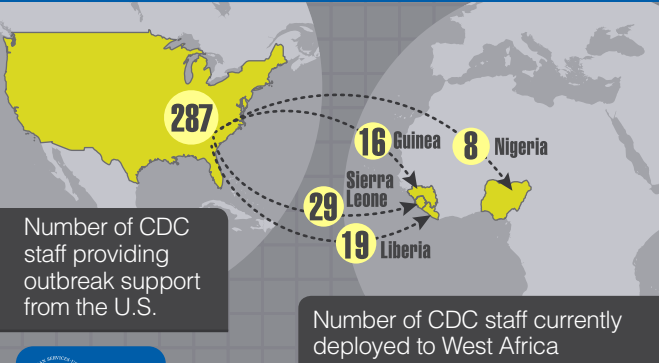 287
16 Guinea
8 Nigeria
Sierra
29 Leone
19 Liberia
Number of CDC
staff providing
outbreak support
from the U.S.
Number of CDC staff currently
deployed to West Africa